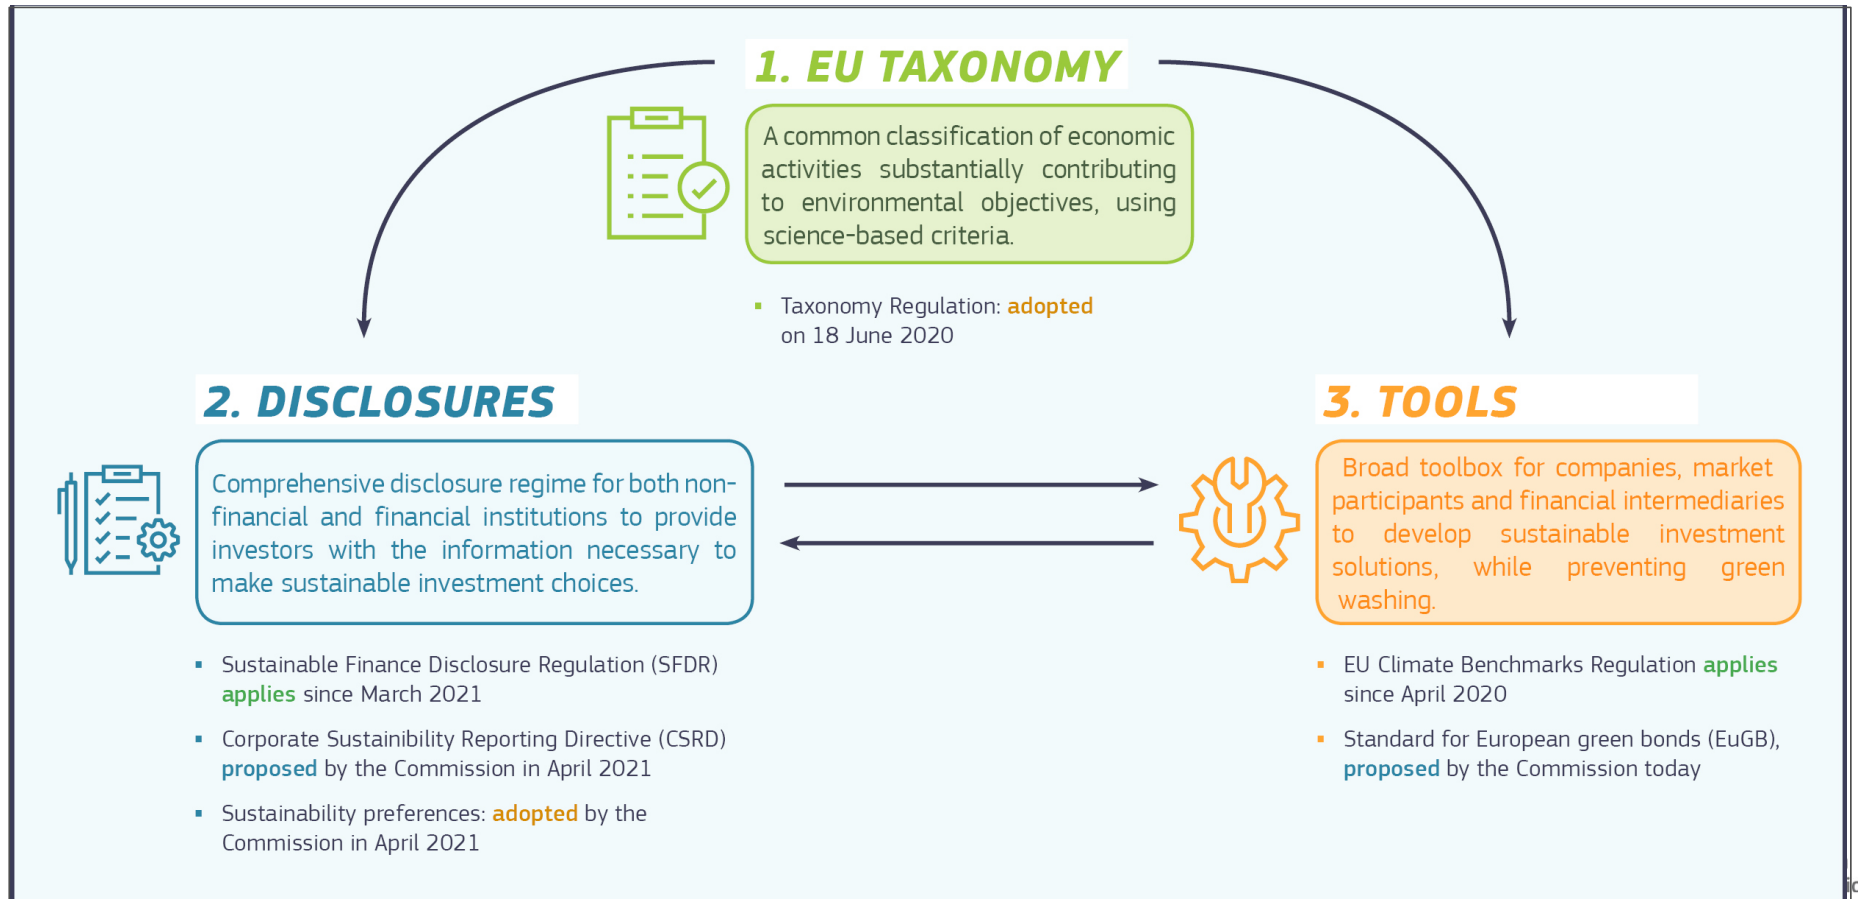 1. EU TAXONOMY
A common classification of economic
activities substantially contributing
to environmental objectives, using
science-based criteria.
▪ Taxonomy Regulation: adopted
on 18 June 2020
2. DISCLOSURES
Comprehensive disclosure regime for both non-
financial and financial institutions to provide
investors with the information necessary to
make sustainable investment choices.
▪ Sustainable Finance Disclosure Regulation (SFDR)
applies since March 2021
▪ Corporate Sustainibility Reporting Directive (CSRD)
proposed by the Commission in April 2021
▪ Sustainability preferences: adopted by the
Commission in April 2021
3. TOOLS
Broad toolbox for companies, market
participants and financial intermediaries
to develop sustainable investment
solutions, while preventing green
washing.
▪ EU Climate Benchmarks Regulation applies
since April 2020
▪ Standard for European green bonds (EuGB),
proposed by the Commission today